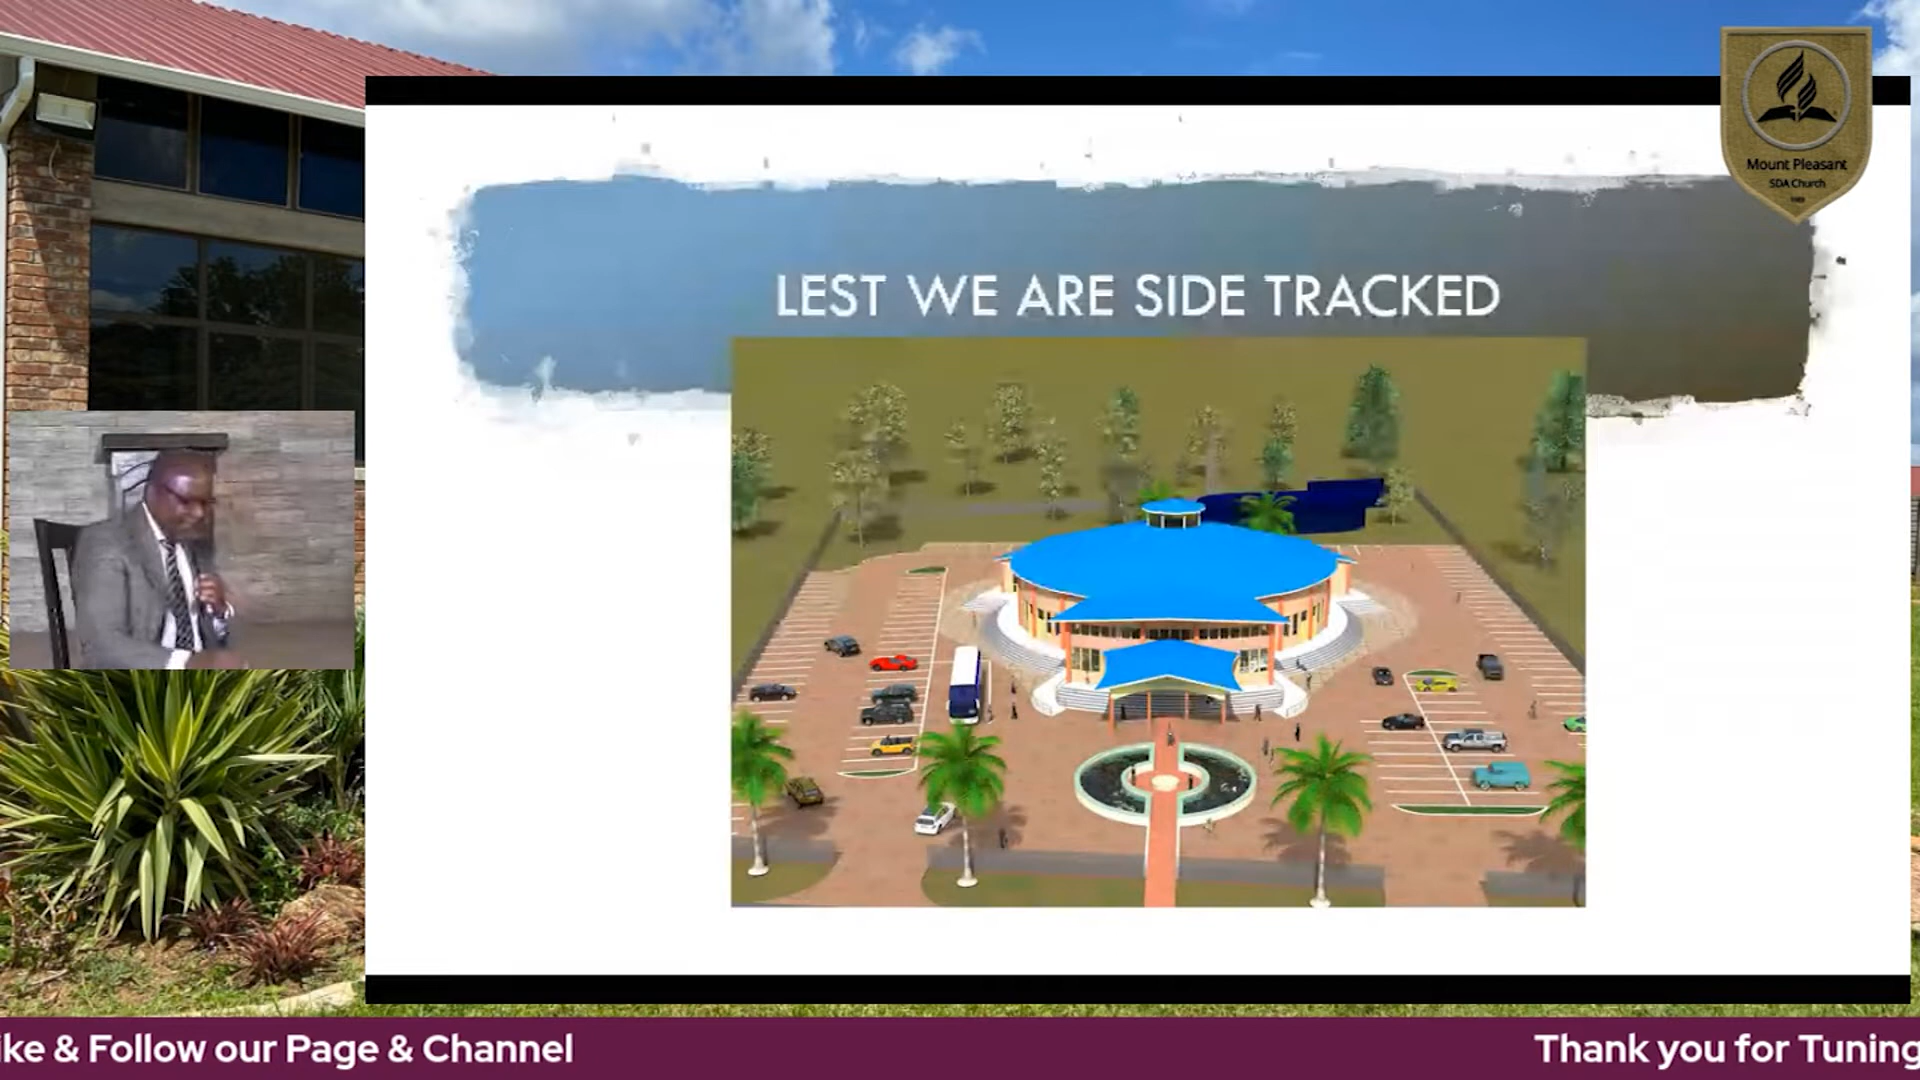 Mount Pleasant
SDA Church
LEST WE ARE SIDE TRACKED
ike & Follow our Page & Channel
Thank you for Tuning